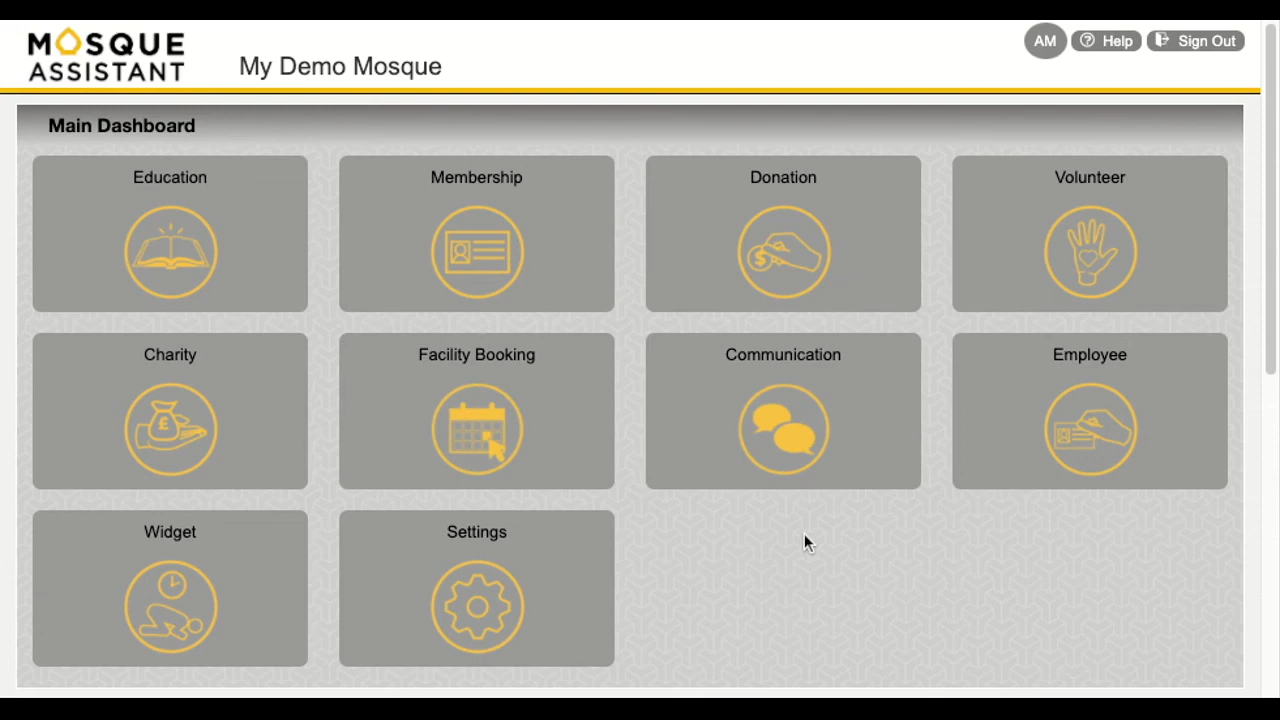 MOSQUE
ASSISTANT
My Demo Mosque
AM
Help
Sign Out
Main Dashboard
Education
Membership
Donation
Volunteer
$
Charity
Facility Booking
Communication
Employee
£
Widget
Settings